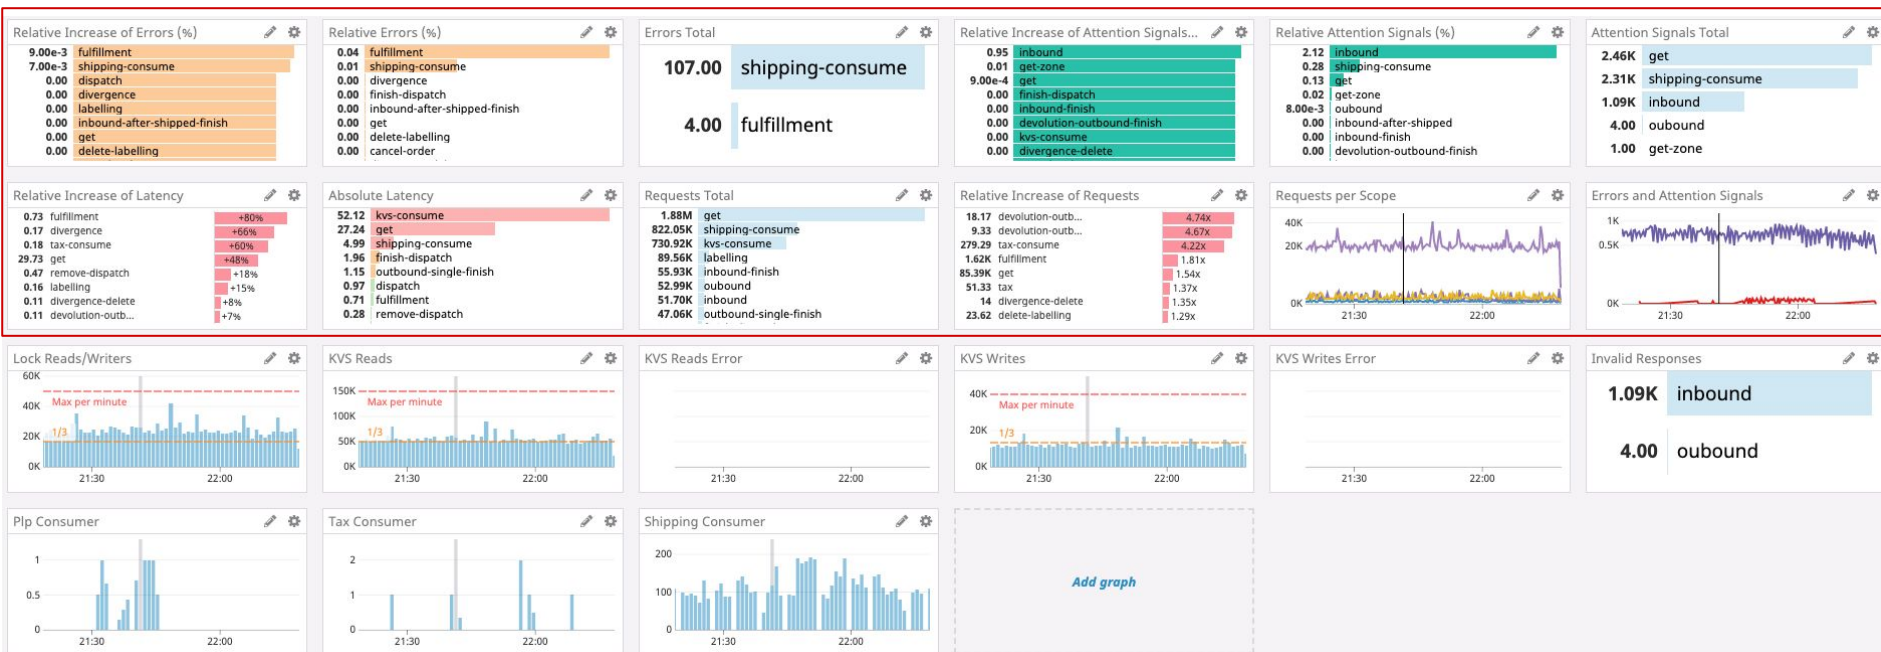 Relative Increase of Errors (%)
9.00e-3 fulfillment
7.00e-3 shipping-consume
0.00 dispatch
0.00 divergence
0.00 labelling
0.00 inbound-after-shipped-finish
0.00 get
0.00 delete-labelling
Relative Errors (%)
0.04 fulfillment
0.01 shipping-consume
0.00 divergence
0.00 finish-dispatch
0.00 inbound-after-shipped-finish
0.00 get
0.00 delete-labelling
0.00 cancel-order
Errors Total
107.00 shipping-consume
4.00 fulfillment
Relative Increase of Attention Signals...
0.95 inbound
0.01 get-zone
9.00e-4 get
0.00 finish-dispatch
0.00 inbound-finish
0.00 devolution-outbound-finish
0.00 kvs-consume
0.00 divergence-delete
Relative Attention Signals (%)
2.12 inbound
0.28 shipping-consume
0.13 get
0.02 get-zone
8.00e-3 oubound
0.00 inbound-after-shipped
0.00 inbound-finish
0.00 devolution-outbound-finish
Attention Signals Total
2.46K get
2.31K shipping-consume
1.09K inbound
4.00 oubound
1.00 get-zone
Relative Increase of Latency
0.73 fulfillment +80%
0.17 divergence +66%
0.18 tax-consume +60%
29.73 get +48%
0.47 remove-dispatch +18%
0.16 labelling +15%
0.11 divergence-delete +8%
0.11 devolution-outb... +7%
Absolute Latency
52.12 kvs-consume
27.24 get
4.99 shipping-consume
1.96 finish-dispatch
1.15 outbound-single-finish
0.97 dispatch
0.71 fulfillment
0.28 remove-dispatch
Requests Total
1.88M get
822.05K shipping-consume
730.92K kvs-consume
89.56K labelling
55.93K inbound-finish
52.99K oubound
51.70K inbound
47.06K outbound-single-finish
Relative Increase of Requests
18.17 devolution-outb... 4.74x
9.33 devolution-outb... 4.67x
279.29 tax-consume 4.22x
1.62K fulfillment 1.81x
85.39K get 1.54x
51.33 tax 1.37x
14 divergence-delete 1.35x
23.62 delete-labelling 1.29x
Requests per Scope
40K
20K
0K
21:30 22:00
Errors and Attention Signals
1K
0.5K
0K
21:30 22:00
Lock Reads/Writers
60K
Max per minute
40K
1/3
20K
0K
21:30 22:00
KVS Reads
150K
Max per minute
100K
1/3
50K
0K
21:30 22:00
KVS Reads Error
21:30 22:00
KVS Writes
40K
Max per minute
1/3
20K
0K
21:30 22:00
KVS Writes Error
21:30 22:00
Invalid Responses
1.09K inbound
4.00 oubound
Plp Consumer
1
0.5
0
21:30 22:00
Tax Consumer
2
1
0
21:30 22:00
Shipping Consumer
200
100
0
21:30 22:00
Add graph